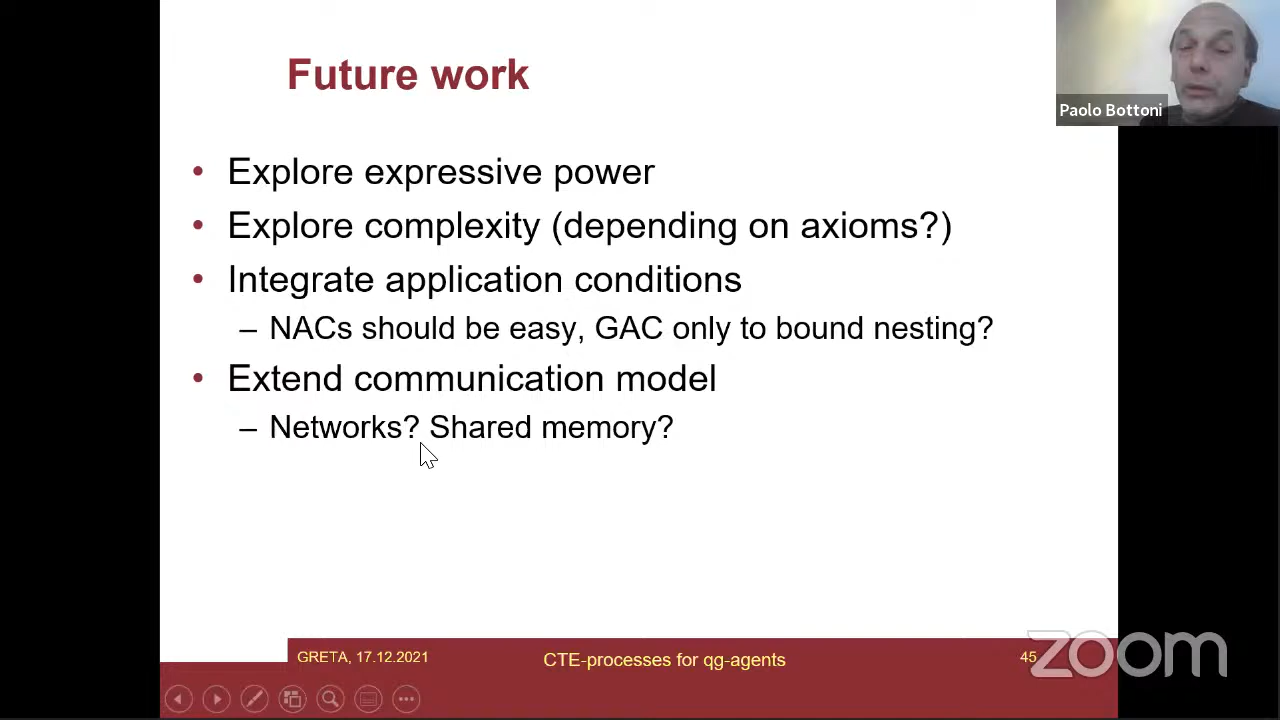 Future work
Paolo Bottoni
• Explore expressive power
• Explore complexity (depending on axioms?)
• Integrate application conditions
– NACs should be easy, GAC only to bound nesting?
• Extend communication model
– Networks? Shared memory?
GRETA, 17.12.2021
CTE-processes for qg-agents
45
zoom